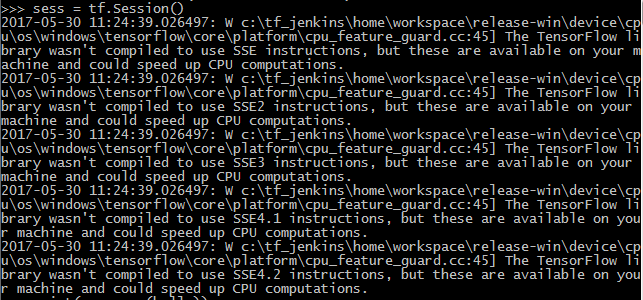 >>> sess = tf.Session()
2017-05-30 11:24:39.026497: W c:\tf_jenkins\home\workspace\release-win\device\cp
u\os\windows\tensorflow\core\platform\cpu_feature_guard.cc:45] The TensorFlow li
brary wasn't compiled to use SSE instructions, but these are available on your m
achine and could speed up CPU computations.
2017-05-30 11:24:39.026497: W c:\tf_jenkins\home\workspace\release-win\device\cp
u\os\windows\tensorflow\core\platform\cpu_feature_guard.cc:45] The TensorFlow li
brary wasn't compiled to use SSE2 instructions, but these are available on your
machine and could speed up CPU computations.
2017-05-30 11:24:39.026497: W c:\tf_jenkins\home\workspace\release-win\device\cp
u\os\windows\tensorflow\core\platform\cpu_feature_guard.cc:45] The TensorFlow li
brary wasn't compiled to use SSE3 instructions, but these are available on your
machine and could speed up CPU computations.
2017-05-30 11:24:39.026497: W c:\tf_jenkins\home\workspace\release-win\device\cp
u\os\windows\tensorflow\core\platform\cpu_feature_guard.cc:45] The TensorFlow li
brary wasn't compiled to use SSE4.1 instructions, but these are available on you
r machine and could speed up CPU computations.
2017-05-30 11:24:39.026497: W c:\tf_jenkins\home\workspace\release-win\device\cp
u\os\windows\tensorflow\core\platform\cpu_feature_guard.cc:45] The TensorFlow li
brary wasn't compiled to use SSE4.2 instructions, but these are available on you
r machine and could speed up CPU computations.